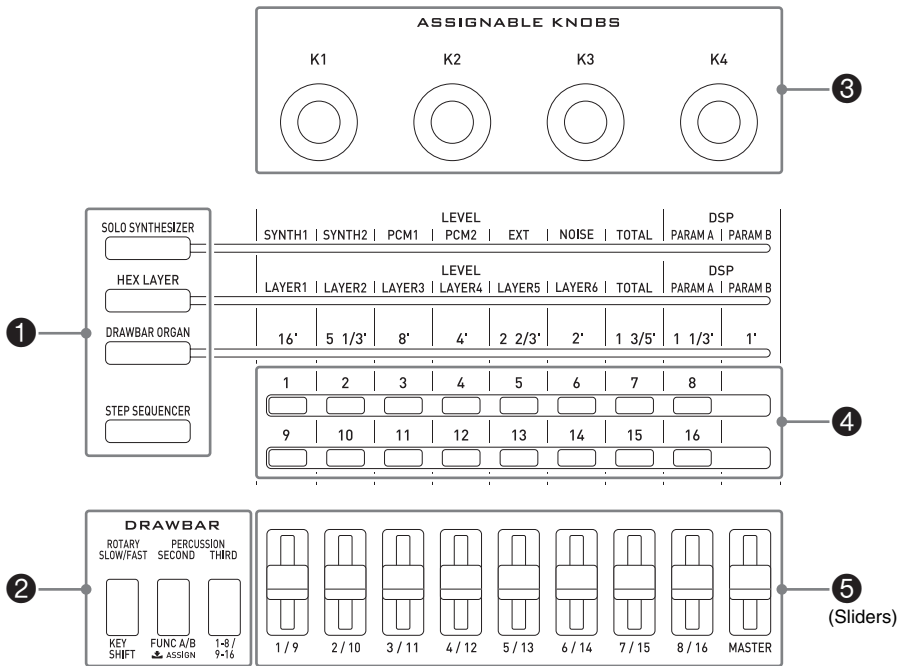 ASSIGNABLE KNOBS
K1 K2 K3 K4
3
SOLO SYNTHESIZER
LEVEL DSP
SYNTH1 SYNTH2 PCM1 PCM2 EXT NOISE TOTAL PARAM A PARAM B
HEX LAYER
LEVEL DSP
LAYER1 LAYER2 LAYER3 LAYER4 LAYER5 LAYER6 TOTAL PARAM A PARAM B
1
DRAWBAR ORGAN
16' 5 1/3' 8' 4' 2 2/3' 2' 1 3/5' 1 1/3' 1'
STEP SEQUENCER
1 2 3 4 5 6 7 8
4
9 10 11 12 13 14 15 16
DRAWBAR
ROTARY SLOW/FAST
PERCUSSION
SECOND THIRD
2
KEY SHIFT
FUNC A/B
ASSIGN
1-8 / 9-16
5
(Sliders)
1 / 9 2 / 10 3 / 11 4 / 12 5 / 13 6 / 14 7 / 15 8 / 16 MASTER